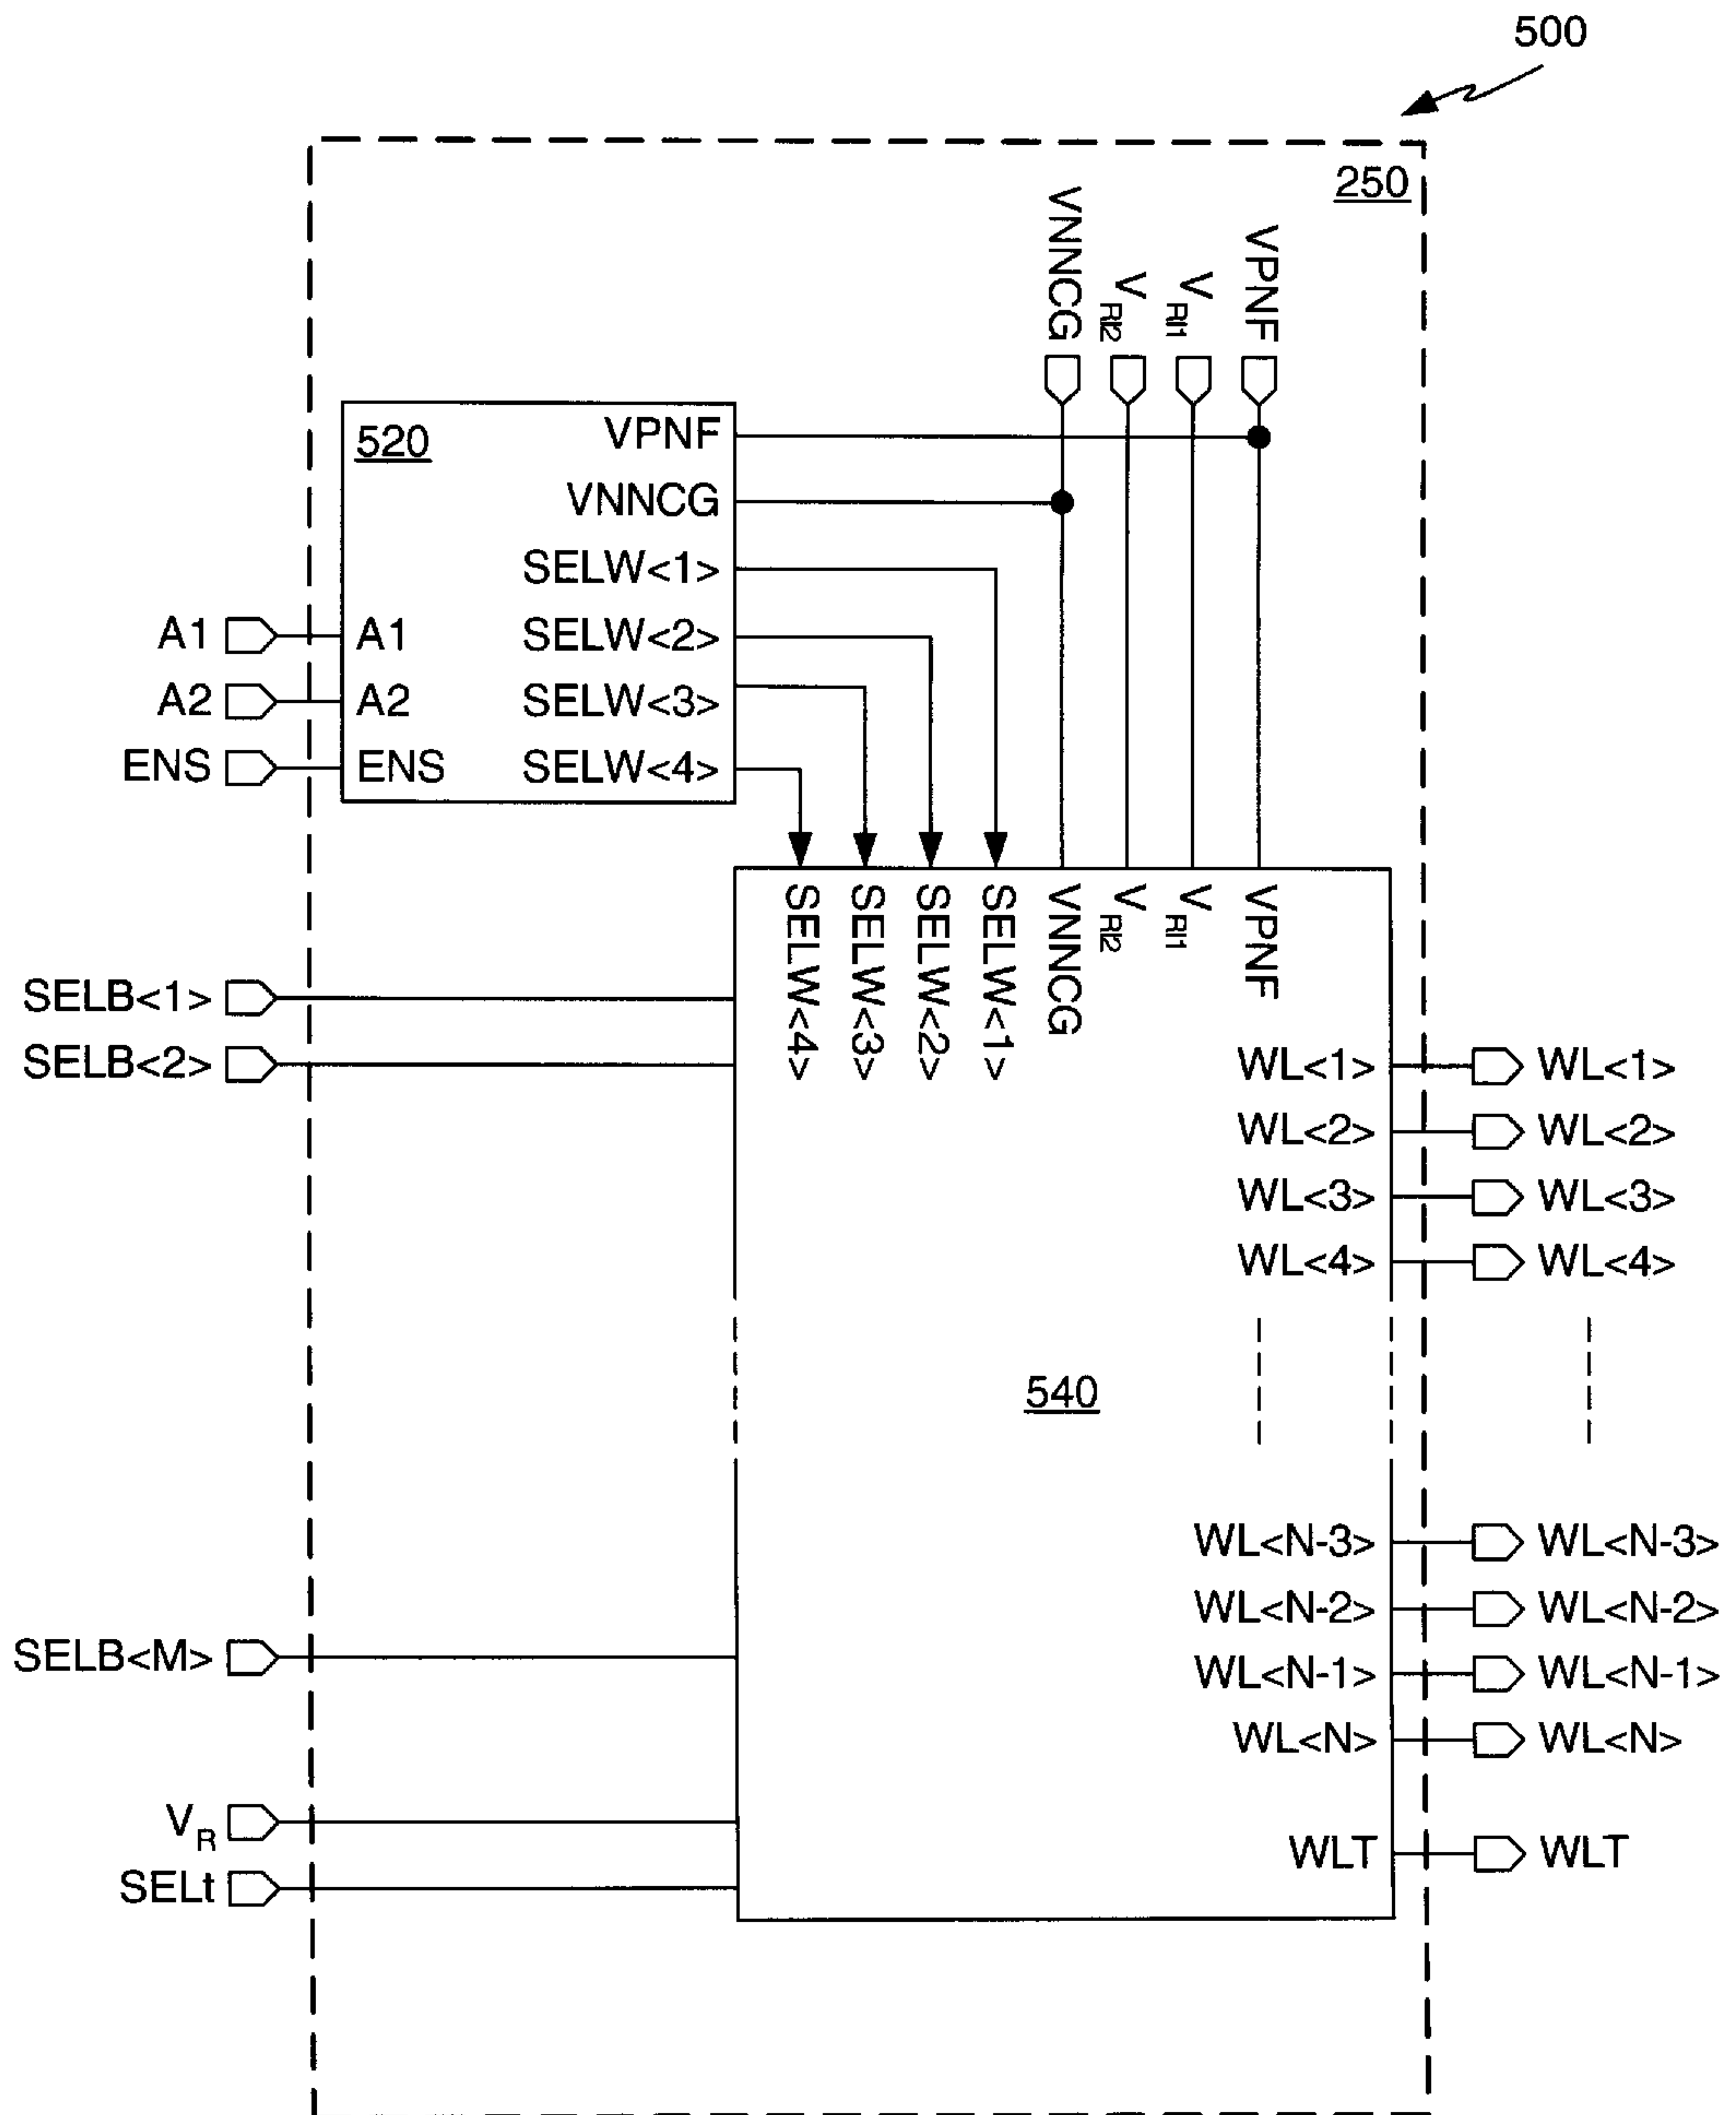 500
250
VNNCG
VRI2
VRI1
VPNF
520
VPNF
VNNCG
SELW<1>
A1
A1
SELW<2>
A2
A2
SELW<3>
ENS
ENS
SELW<4>
SELW<4>
SELW<3>
SELW<2>
SELW<1>
VNNCG
VRI2
VRI1
VPNF
SELB<1>
SELB<2>
WL<1>
WL<1>
WL<2>
WL<2>
WL<3>
WL<3>
WL<4>
WL<4>
540
WL<N-3>
WL<N-3>
WL<N-2>
WL<N-2>
SELB<M>
WL<N-1>
WL<N-1>
WL<N>
WL<N>
VR
WLT
WLT
SELt